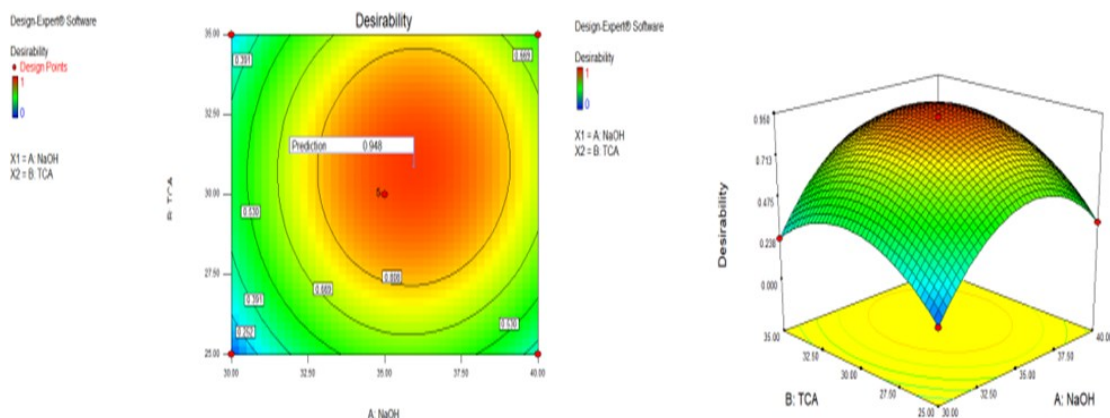 Design-Expert® Software
Desirability
Design Points
1
0
X1 = A: NaOH
X2 = B: TCA
Desirability
35.00
32.50
30.00
27.50
25.00
B: TCA
30.00
32.50
35.00
37.50
40.00
A: NaOH
0.391
0.669
0.530
0.391
0.252
0.669
0.808
0.530
Prediction 0.948
5
Design-Expert® Software
Desirability
1
0
X1 = A: NaOH
X2 = B: TCA
Desirability
0.950
0.713
0.475
0.238
0.000
35.00
32.50
30.00
27.50
25.00
B: TCA
30.00
32.50
35.00
37.50
40.00
A: NaOH